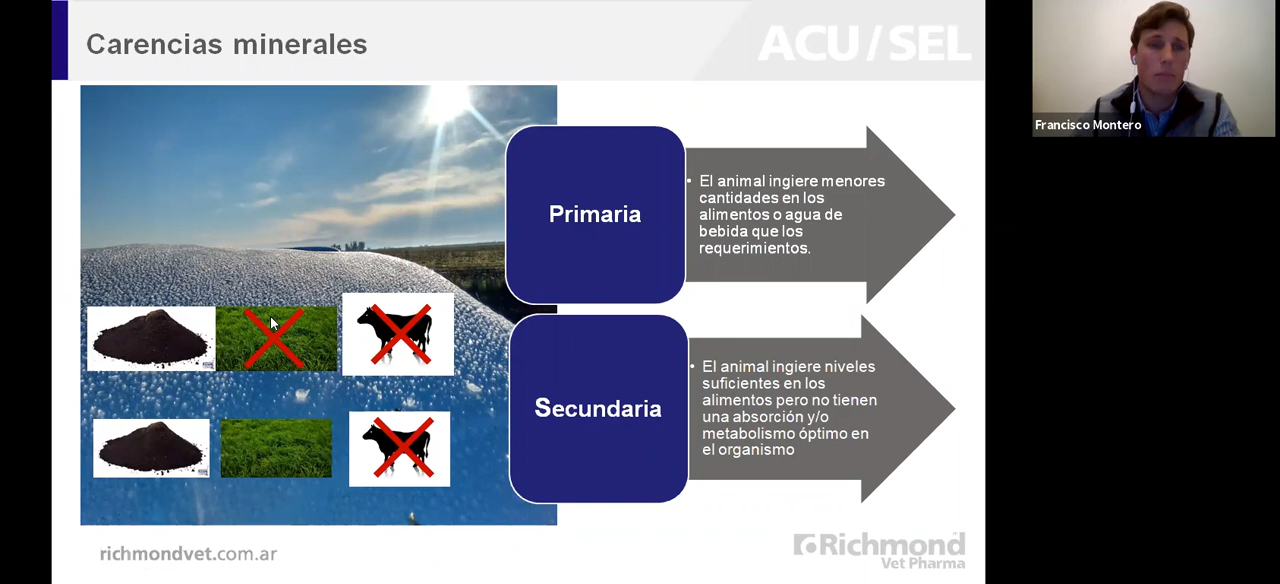 Carencias minerales
ACU/SEL
Francisco Montero
Primaria
• El animal ingiere menores
cantidades en los
alimentos o agua de
bebida que los
requerimientos.
Secundaria
• El animal ingiere niveles
suficientes en los
alimentos pero no tienen
una absorción y/o
metabolismo óptimo en
el organismo
richmondvet.com.ar
Richmond
Vet Pharma